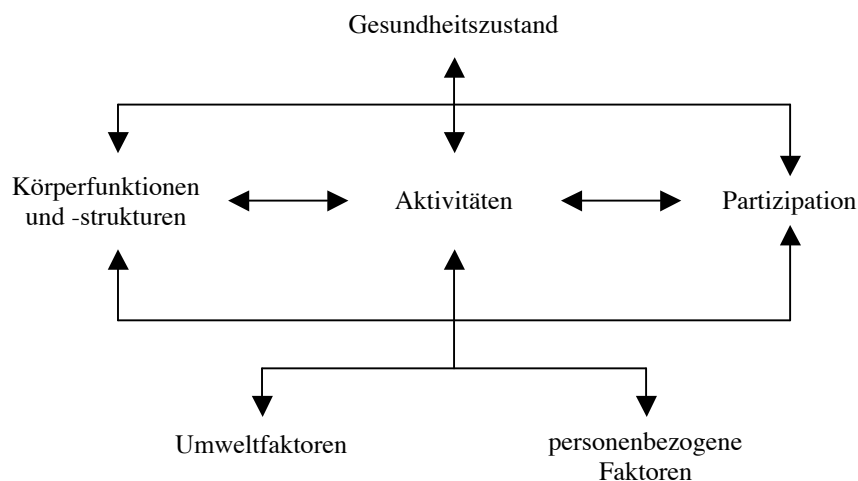 Gesundheitszustand
Körperfunktionen
und -strukturen
Aktivitäten
Partizipation
Umweltfaktoren
personenbezogene
Faktoren